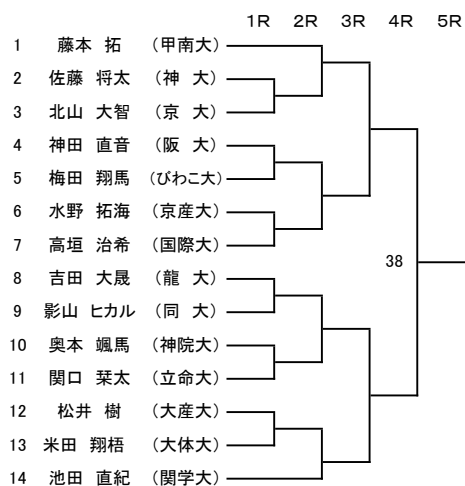 1R 2R 3R 4R 5R
1 藤本 拓 (甲南大)
2 佐藤 将太 (神 大)
3 北山 大智 (京 大)
4 神田 直音 (阪 大)
5 梅田 翔馬 (びわこ大)
6 水野 拓海 (京産大)
7 高垣 治希 (国際大)
38
8 吉田 大晟 (龍 大)
9 影山 ヒカル (同 大)
10 奥本 颯馬 (神院大)
11 関口 栞太 (立命大)
12 松井 樹 (大産大)
13 米田 翔梧 (大体大)
14 池田 直紀 (関学大)